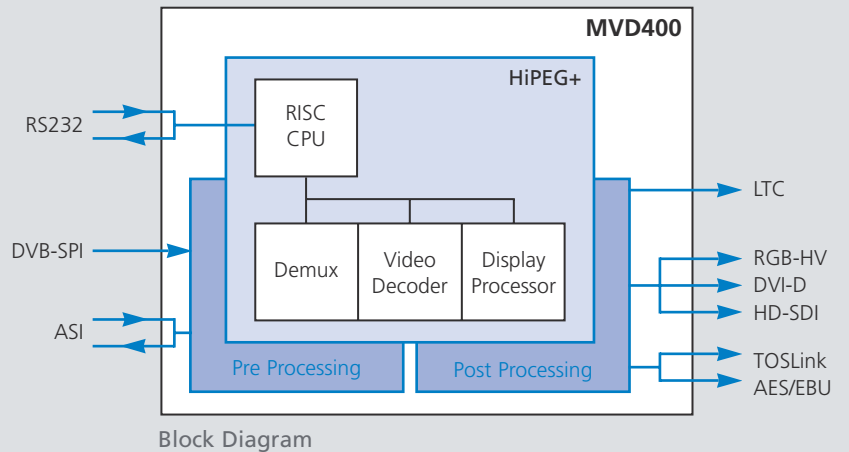 MVD400
HiPEG+
RISC
CPU
RS232
LTC
DVB-SPI
Demux
Video
Decoder
Display
Processor
RGB-HV
DVI-D
HD-SDI
ASI
Pre Processing
Post Processing
TOSLink
AES/EBU
Block Diagram